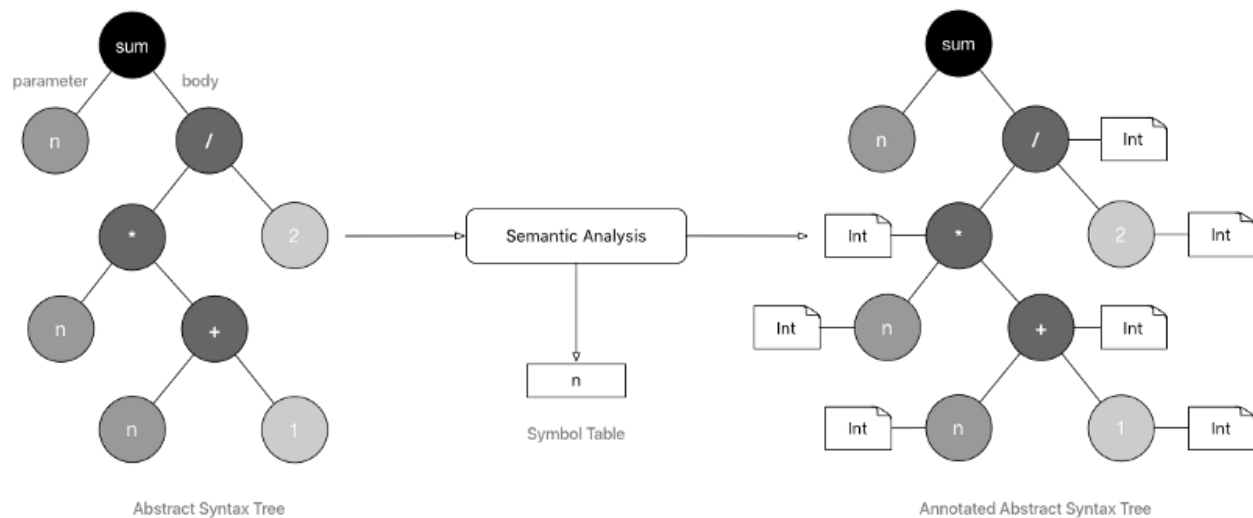 sum
sum
parameter
body
n
/
n
/
Int
*
2
Semantic Analysis
Int
*
2
Int
n
+
Int
n
+
Int
n
n
1
Symbol Table
Int
n
1
Int
Abstract Syntax Tree
Annotated Abstract Syntax Tree